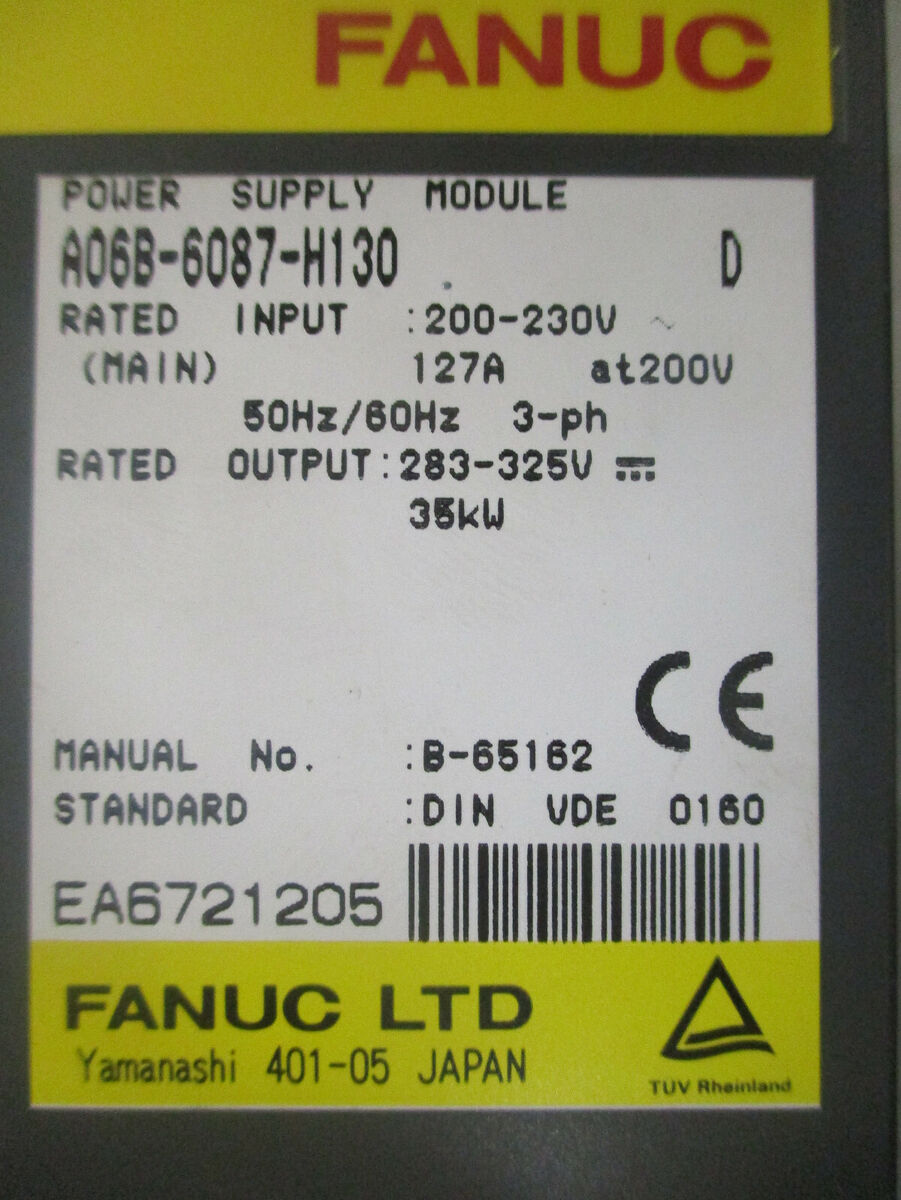 FANUC
POWER SUPPLY MODULE
A06B-6087-H130 D
RATED INPUT :200-230V ~
(MAIN) 127A at200V
50Hz/60Hz 3-ph
RATED OUTPUT:283-325V ⎓
35kW
CE
MANUAL No. :B-65162
STANDARD :DIN VDE 0160
EA6721205
FANUC LTD
Yamanashi 401-05 JAPAN
TUV Rheinland